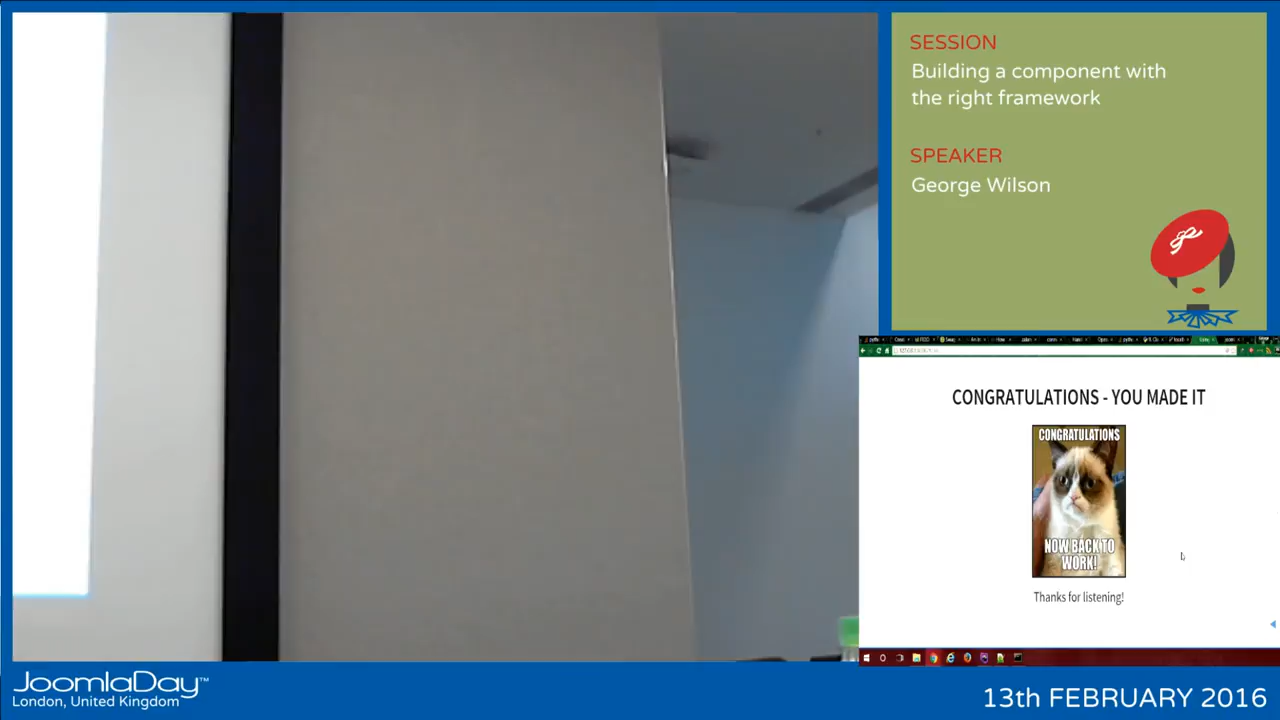 SESSION
Building a component with
the right framework
SPEAKER
George Wilson
CONGRATULATIONS - YOU MADE IT
CONGRATULATIONS
NOW BACK TO
WORK!
Thanks for listening!
JoomlaDay™
London, United Kingdom
13th FEBRUARY 2016